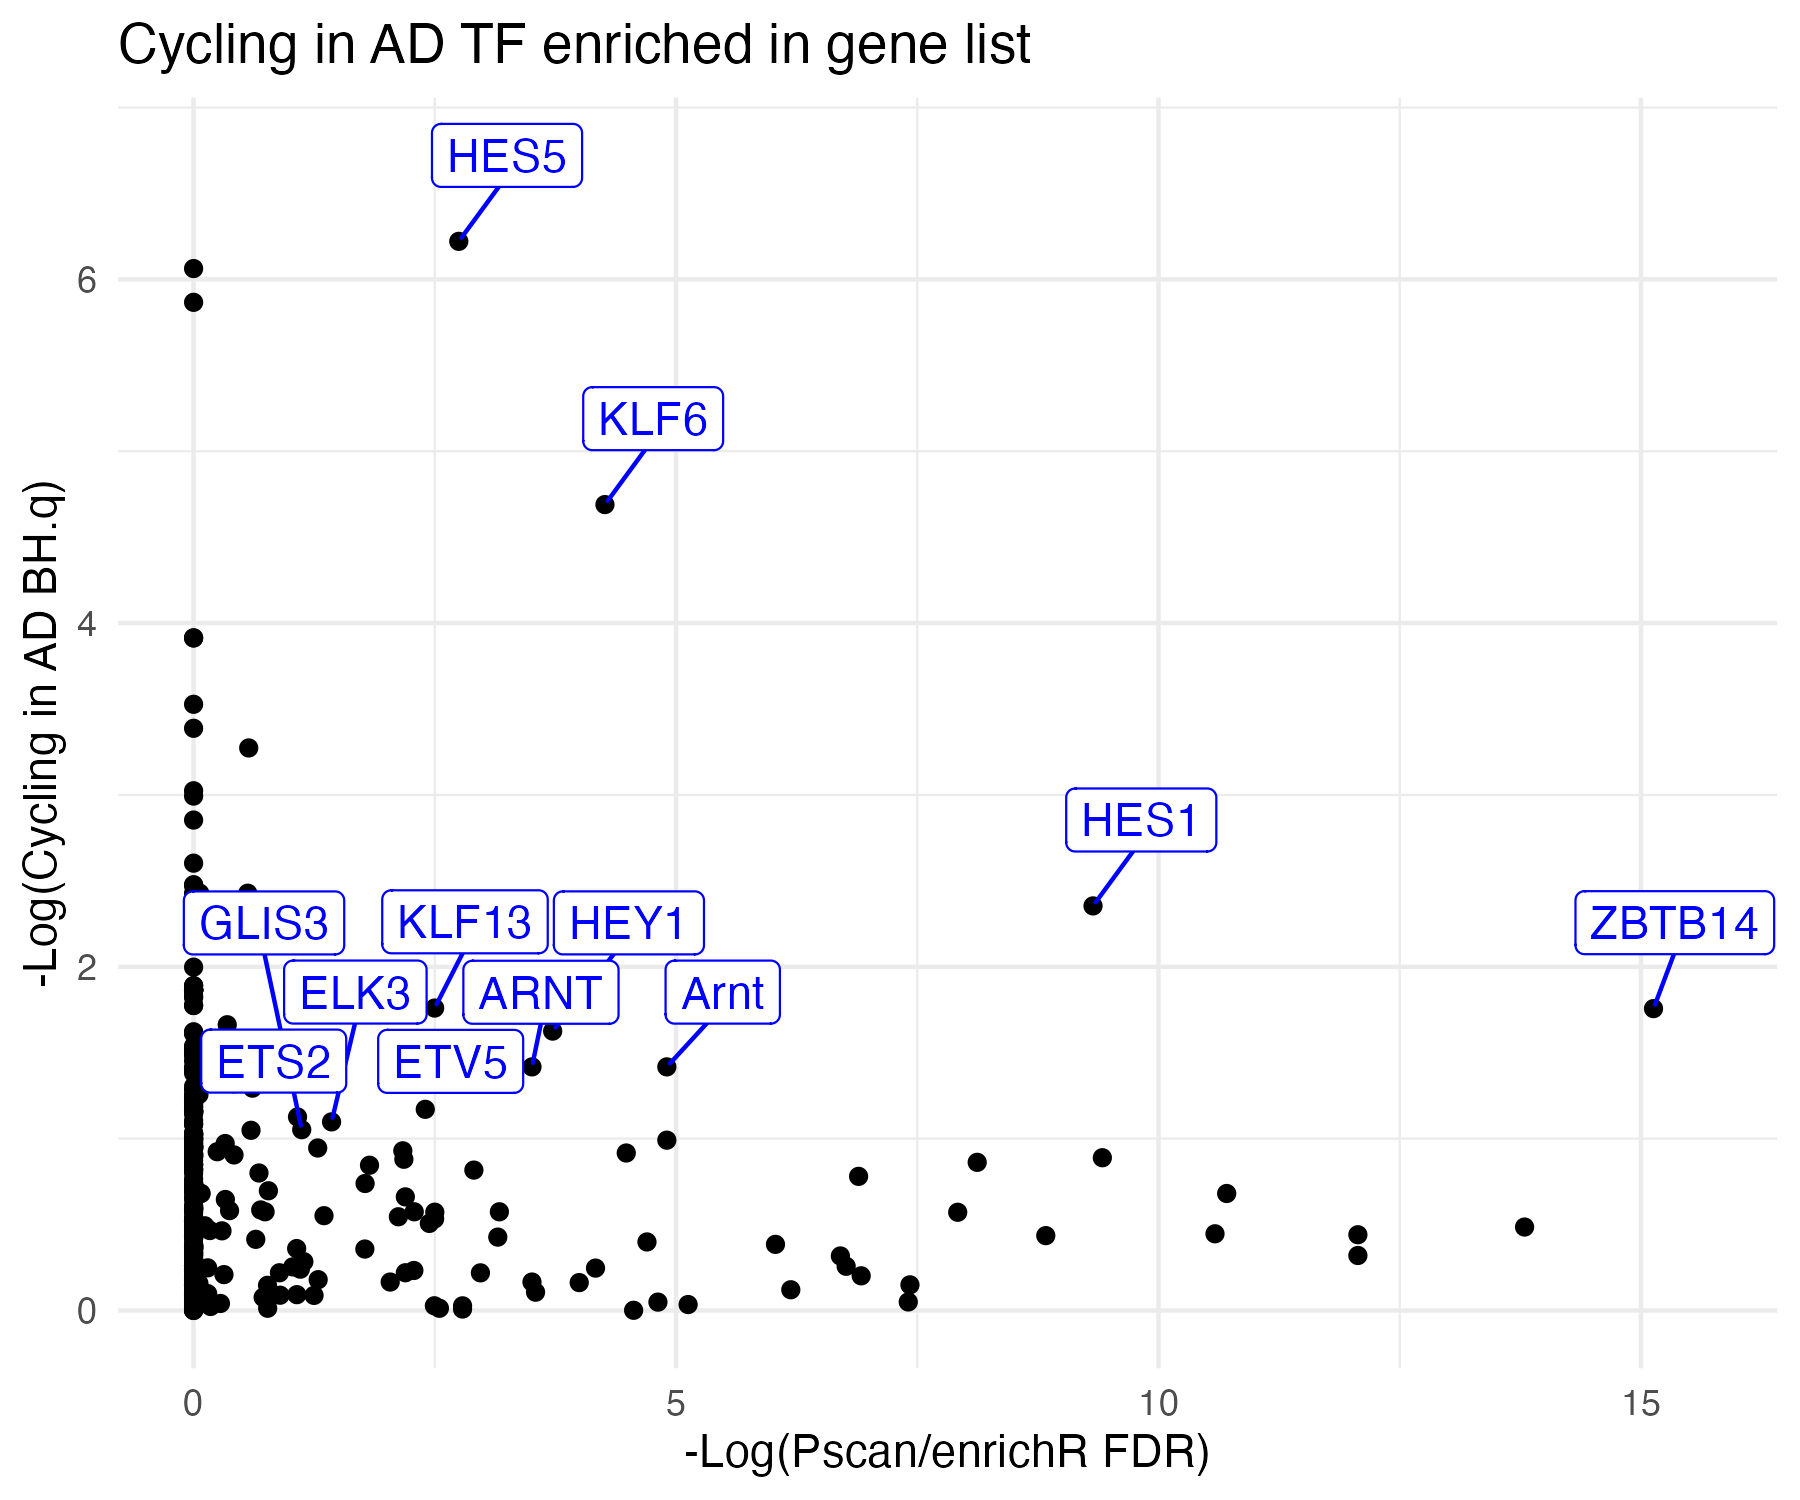 Cycling in AD TF enriched in gene list
HES5
6
KLF6
4
-Log(Cycling in AD BH.q)
HES1
GLIS3 KLF13 HEY1 ZBTB14
2
ELK3 ARNT Arnt
ETS2 ETV5
0
0 5 10 15
-Log(Pscan/enrichR FDR)